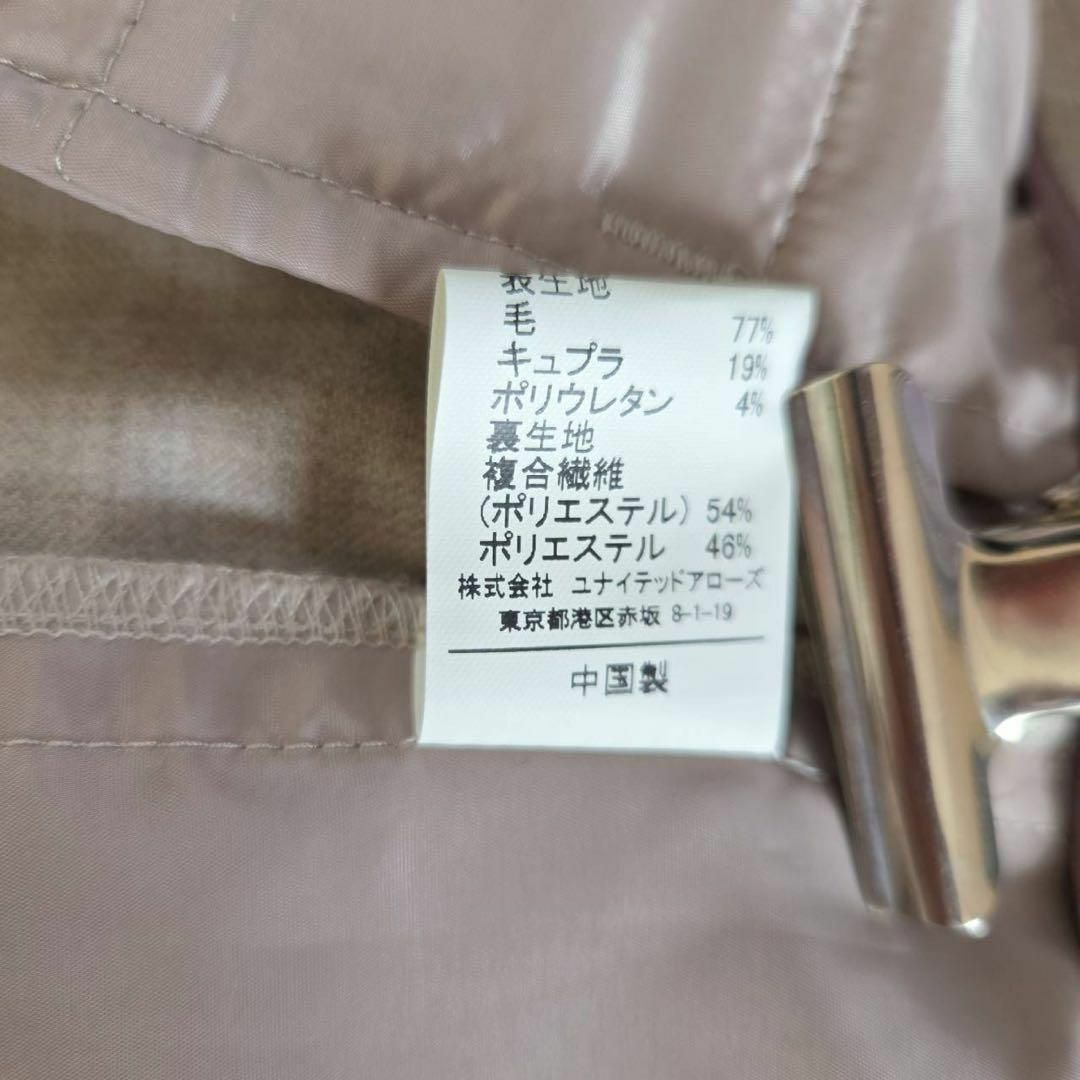 表生地
毛 77%
キュプラ 19%
ポリウレタン 4%
裏生地
複合繊維
(ポリエステル) 54%
ポリエステル 46%
株式会社 ユナイテッドアローズ
東京都港区赤坂 8-1-19
中国製